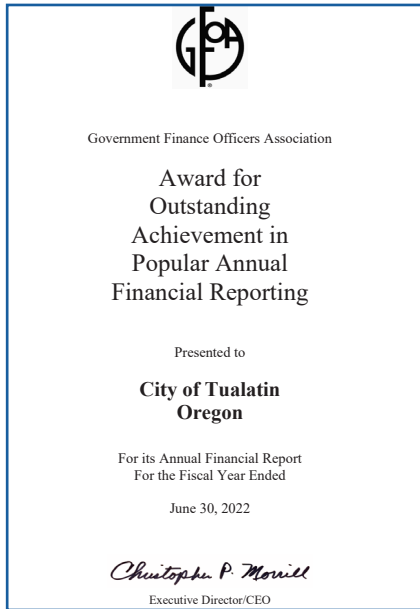 GFOA
Government Finance Officers Association
Award for
Outstanding
Achievement in
Popular Annual
Financial Reporting
Presented to
City of Tualatin
Oregon
For its Annual Financial Report
For the Fiscal Year Ended
June 30, 2022
Christopher P. Morrill
Executive Director/CEO